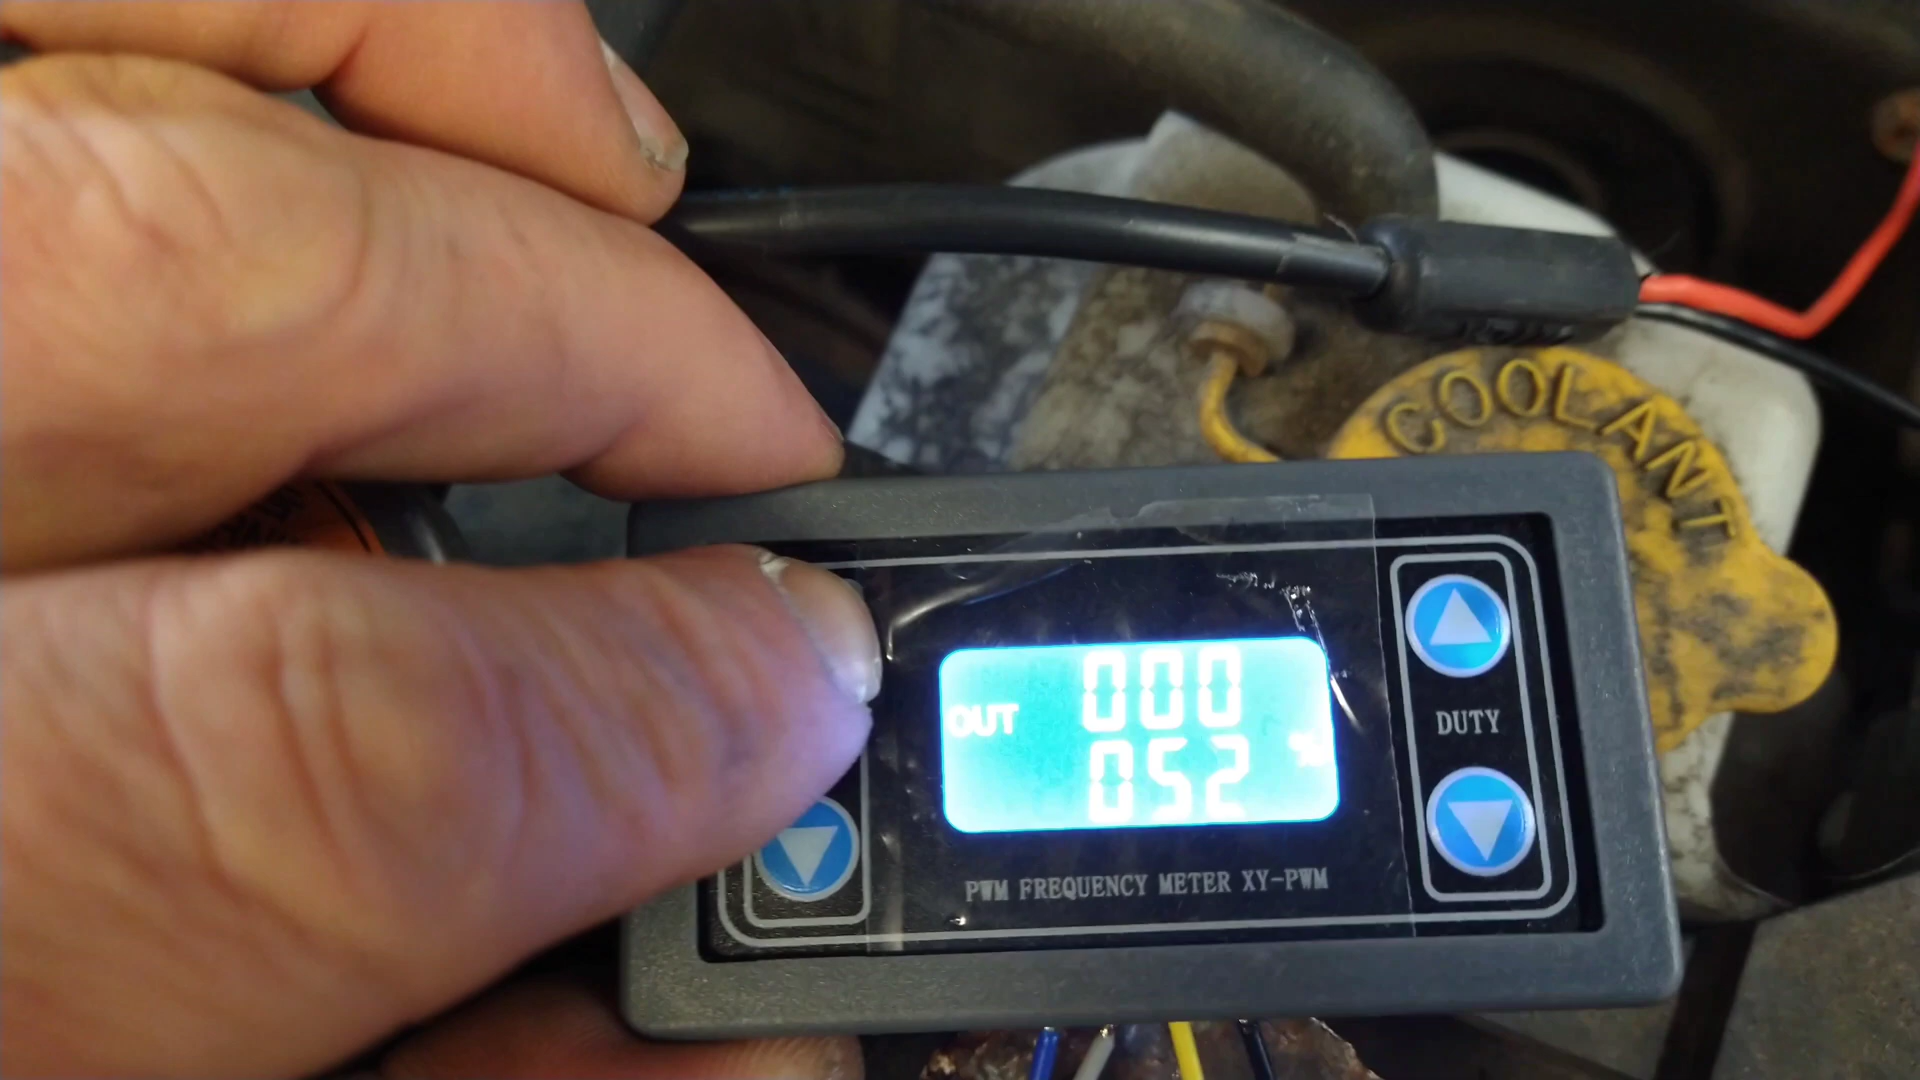 COOLANT
OUT 000
052 %
DUTY
PWM FREQUENCY METER XY-PWM